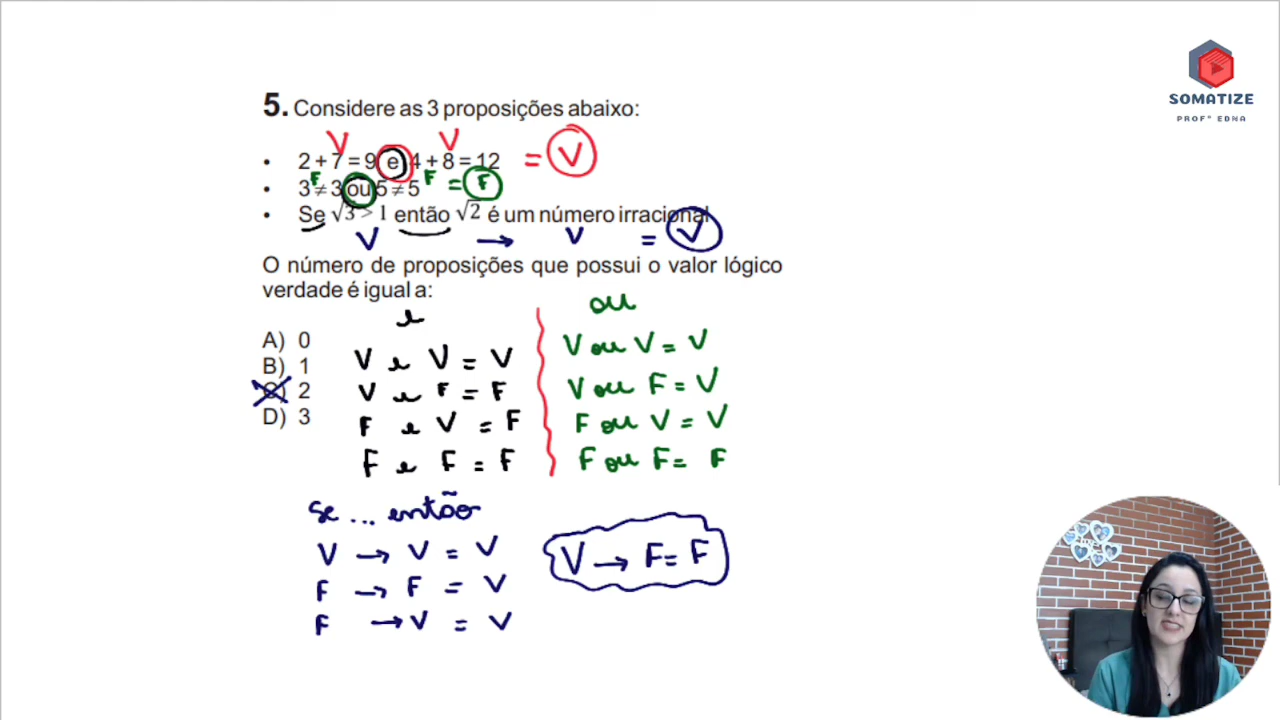 SOMATIZE
PROFª EDNA
5. Considere as 3 proposições abaixo:
V V
• 2 + 7 = 9 e 4 + 8 = 12 = V
F F
• 3 ≠ 3 ou 5 ≠ 5 = F
• Se √3 > 1 então √2 é um número irracional
V → V = V
O número de proposições que possui o valor lógico
verdade é igual a:
A) 0
B) 1
C) 2
D) 3
e
V e V = V
V e F = F
F e V = F
F e F = F
ou
V ou V = V
V ou F = V
F ou V = V
F ou F = F
se ... então
V → V = V
F → F = V
F → V = V
V → F = F